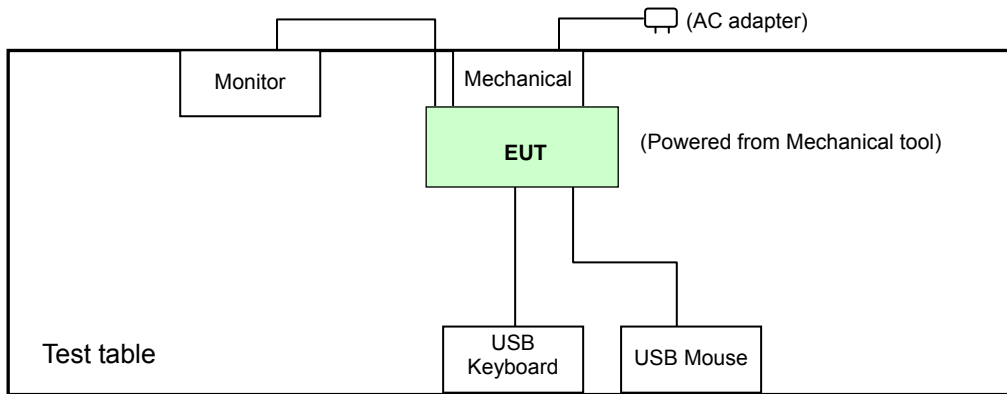 (AC adapter)
Monitor
Mechanical
EUT
(Powered from Mechanical tool)
Test table
USB
Keyboard
USB Mouse